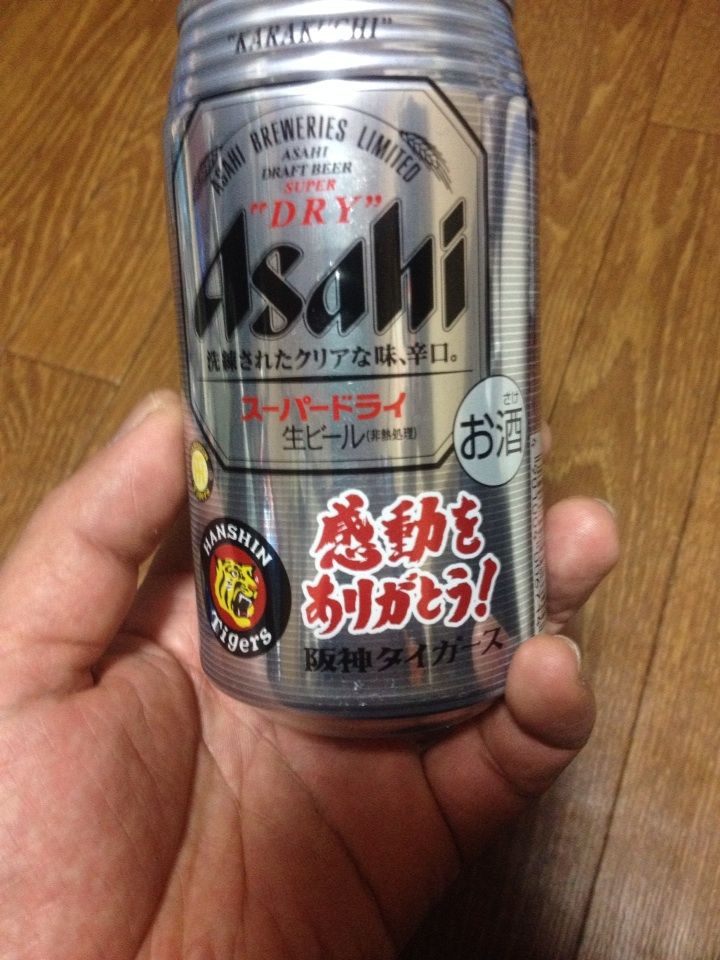 "KARAKUCHI"
ASAHI BREWERIES LIMITED
ASAHI
DRAFT BEER
SUPER
"DRY"
Asahi
洗練されたクリアな味、辛口。
スーパードライ
生ビール(非熱処理)
さけ
お酒
HANSHIN
Tigers
感動を
ありがとう!
阪神タイガース